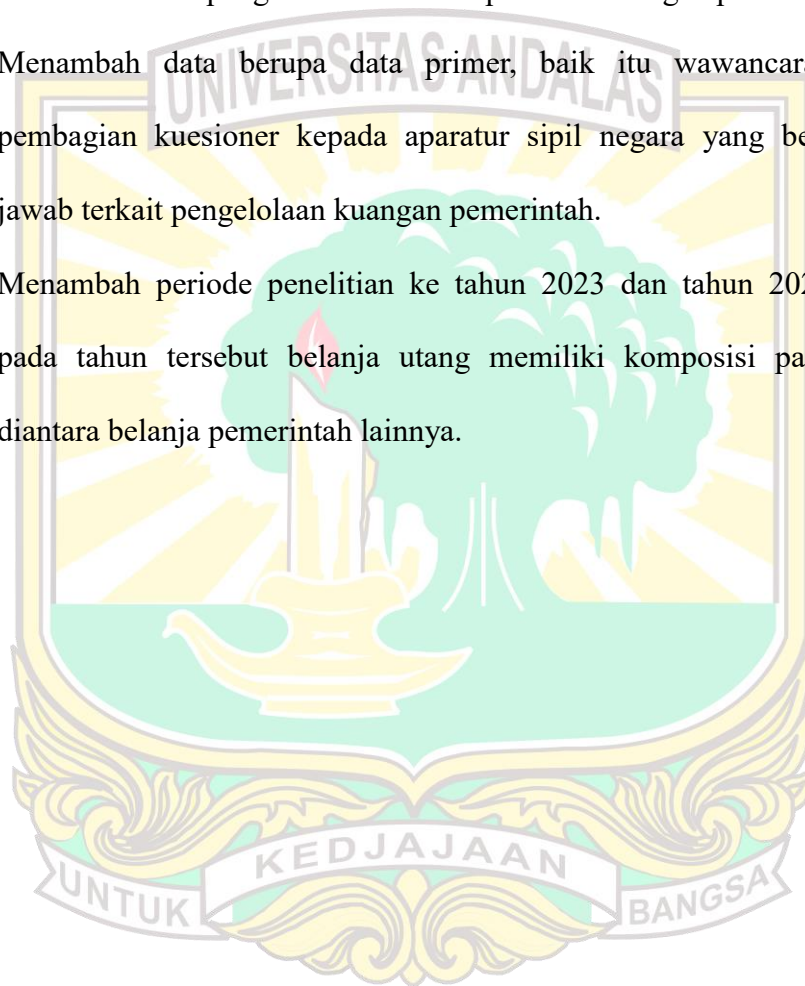 UNIVERSITAS ANDALAS
Menambah data berupa data primer, baik itu wawancara
pembagian kuesioner kepada aparatur sipil negara yang
jawab terkait pengelolaan kuangan pemerintah.
Menambah periode penelitian ke tahun 2023 dan tahun
pada tahun tersebut belanja utang memiliki komposisi
diantara belanja pemerintah lainnya.
KEDJAJAAN
UNTUK BANGSA